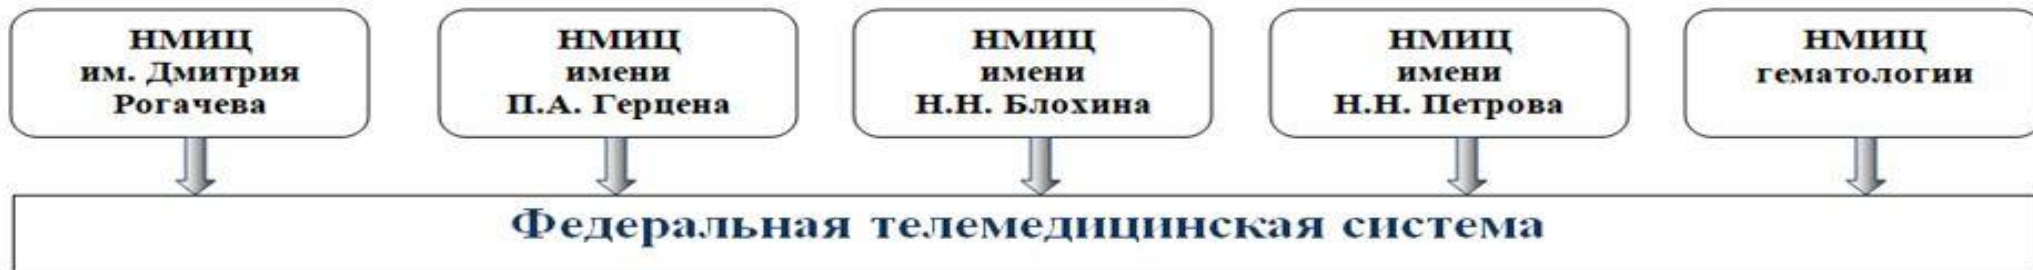 НМИЦ
им. Дмитрия
Рогачева
НМИЦ
имени
П.А. Герцена
НМИЦ
имени
Н.Н. Блохина
НМИЦ
имени
Н.Н. Петрова
НМИЦ
гематологии
Федеральная телемедицинская система